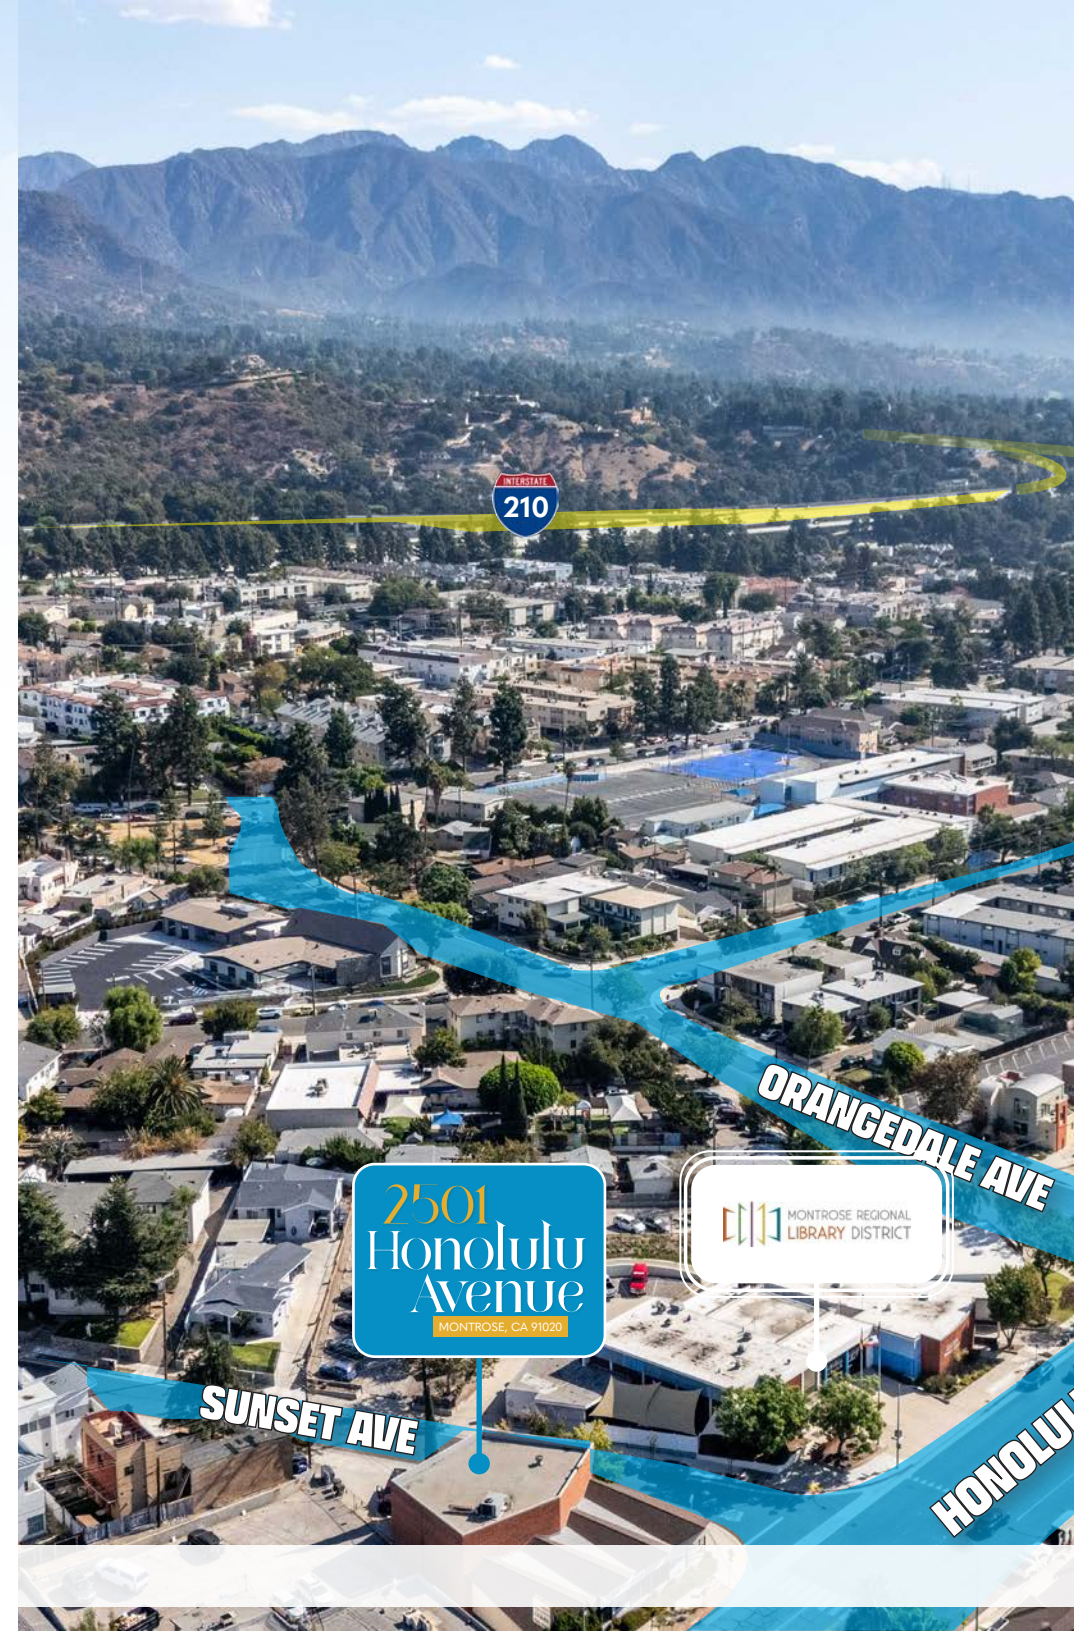 INTERSTATE
210
ORANGEDALE AVE
2501
Honolulu
Avenue
MONTROSE, CA 91020
MONTROSE REGIONAL
LIBRARY DISTRICT
SUNSET AVE
HONOLUL